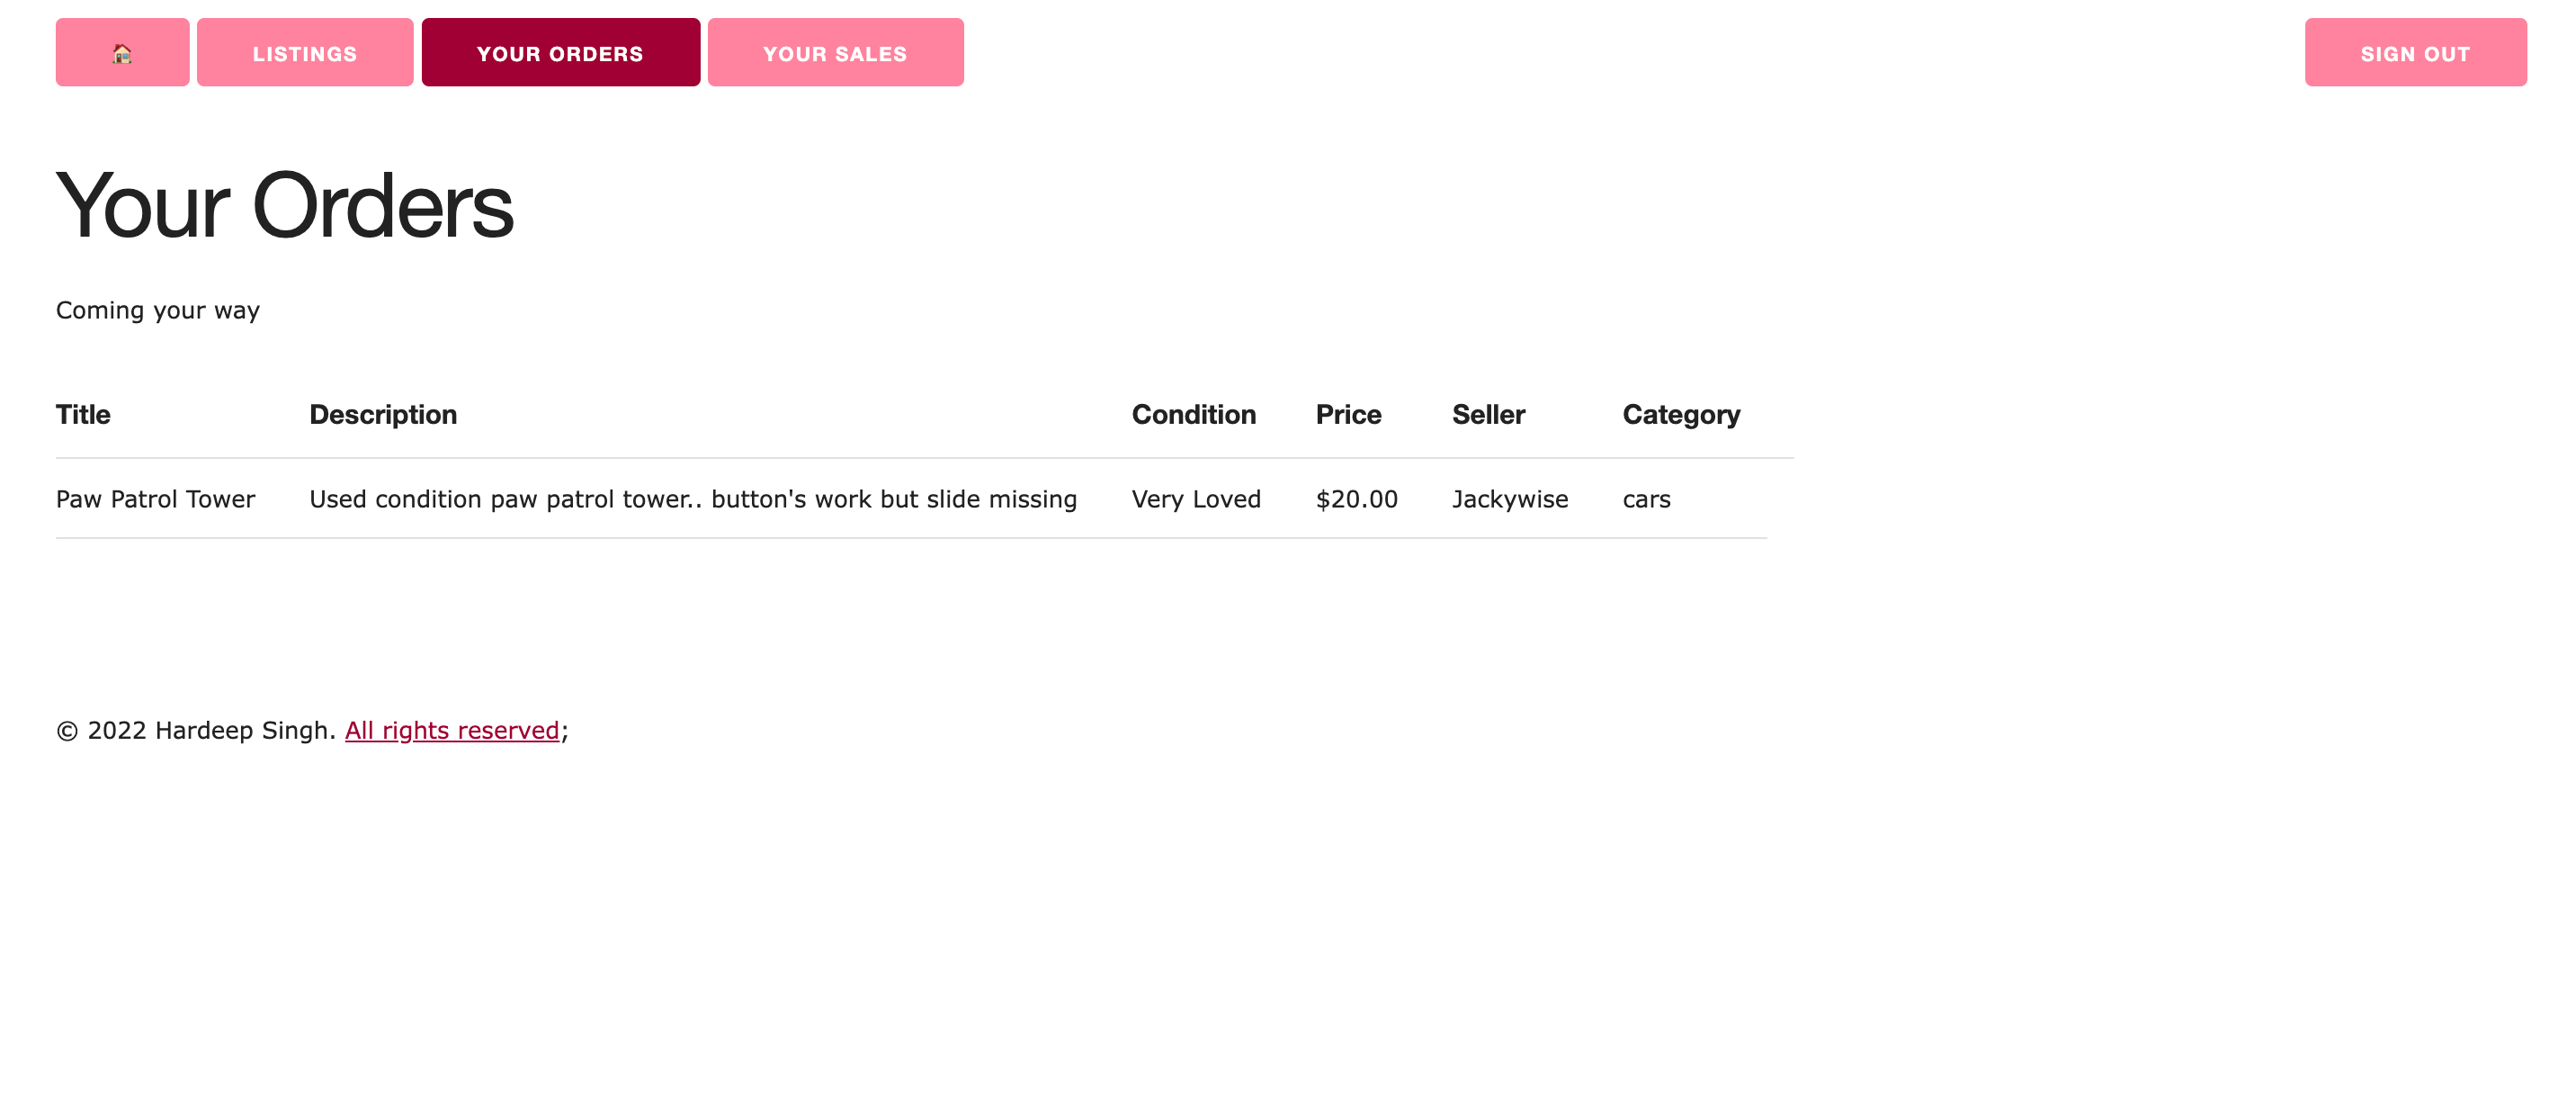 LISTINGS YOUR ORDERS YOUR SALES SIGN OUT
Your Orders
Coming your way
Title Description Condition Price Seller Category
Paw Patrol Tower Used condition paw patrol tower.. button's work but slide missing Very Loved $20.00 Jackywise cars
© 2022 Hardeep Singh. All rights reserved;